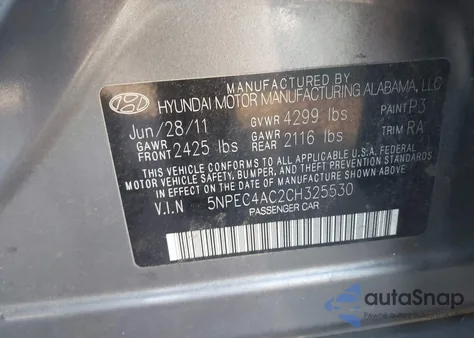 MANUFACTURED BY
HYUNDAI MOTOR MANUFACTURING ALABAMA, LLC
Jun/28/11 GVWR 4299 lbs PAINT P3
GAWR FRONT 2425 lbs GAWR REAR 2116 lbs TRIM RA
THIS VEHICLE CONFORMS TO ALL APPLICABLE U.S.A. FEDERAL
MOTOR VEHICLE SAFETY, BUMPER, AND THEFT PREVENTION
STANDARDS IN EFFECT ON THE DATE OF MANUFACTURE
SHOWN ABOVE.
V.I.N 5NPEC4AC2CH325530
PASSENGER CAR
autoSnap